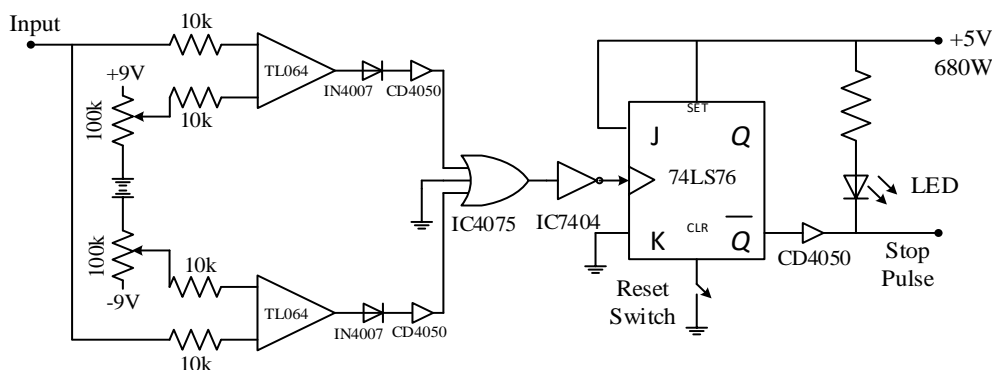 Input
10k
TL064
IN4007
CD4050
+9V
10k
100k
+5V
680W
SET
J
Q
74LS76
LED
IC4075
IC7404
K
CLR
Q
CD4050
Stop
Pulse
100k
10k
-9V
TL064
IN4007
CD4050
10k
Reset
Switch